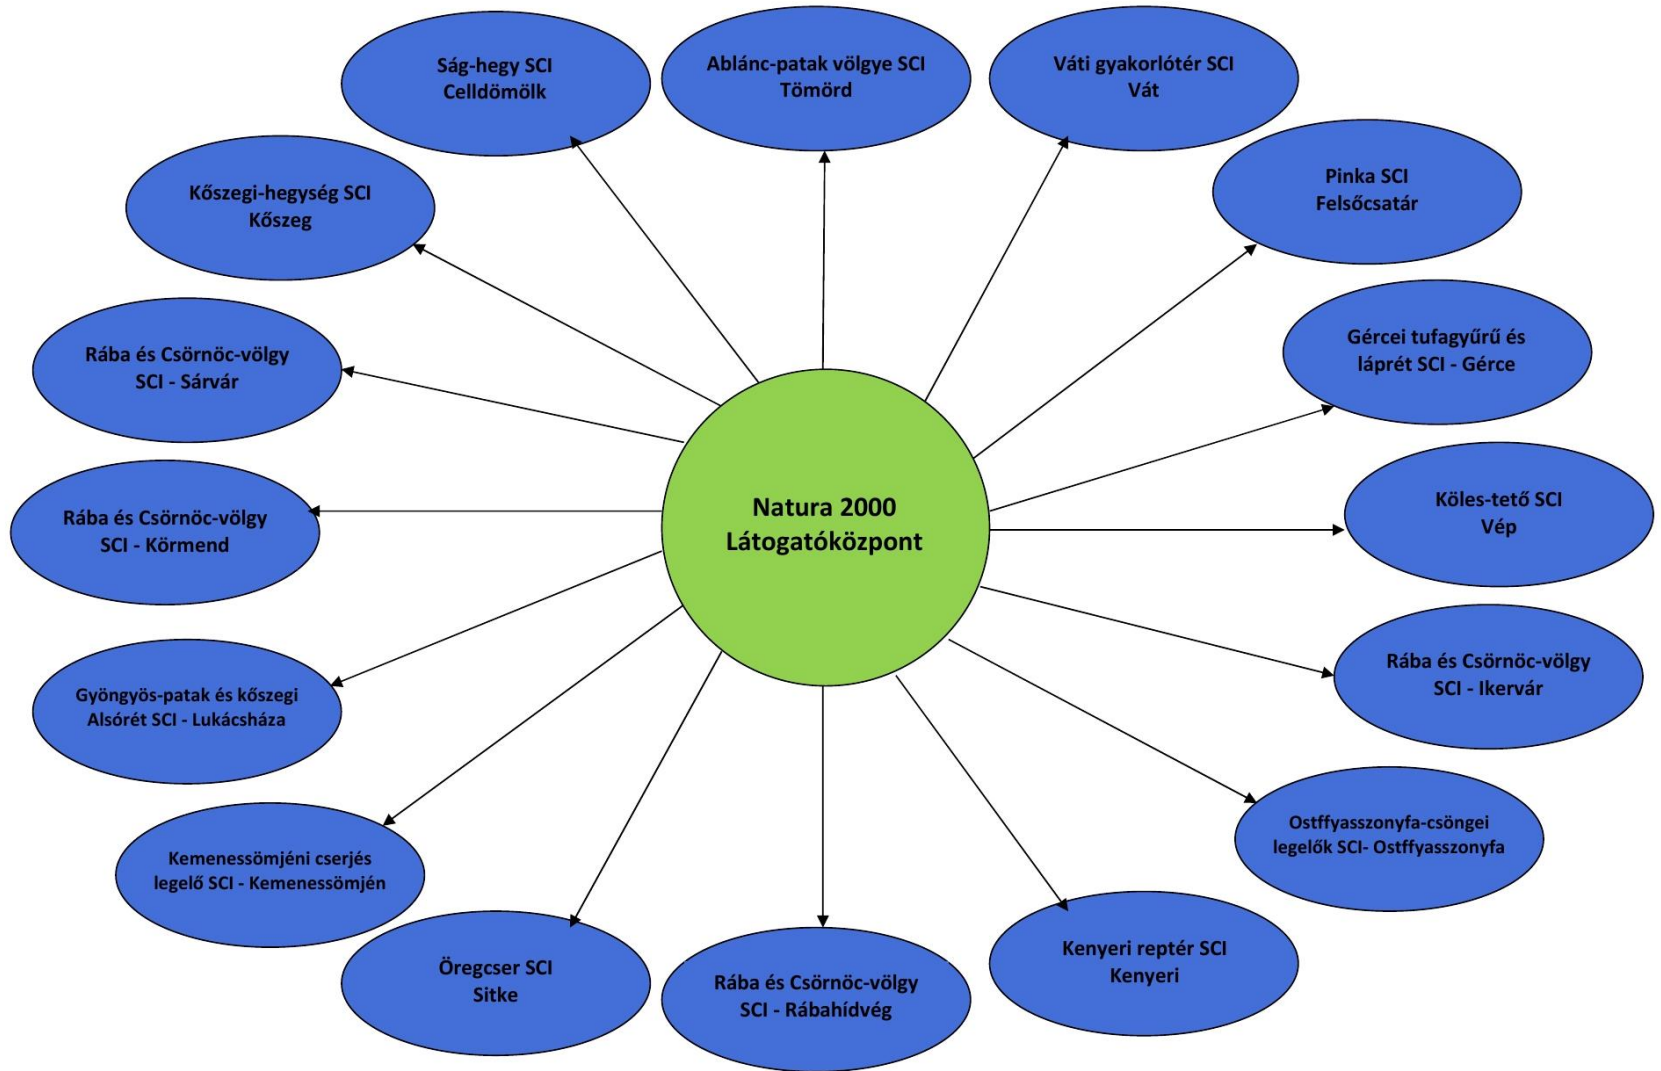 Ság-hegy SCI
Celldömölk
Ablánc-patak völgye SCI
Tömörd
Váti gyakorlótér SCI
Vát
Kőszegi-hegység SCI
Kőszeg
Pinka SCI
Felsőcsatár
Rába és Csörnöc-völgy
SCI - Sárvár
Gércei tufagyűrű és
láprét SCI - Gérce
Rába és Csörnöc-völgy
SCI - Körmend
Natura 2000
Látogatóközpont
Köles-tető SCI
Vép
Gyöngyös-patak és kőszegi
Alsórét SCI - Lukácsháza
Rába és Csörnöc-völgy
SCI - Ikervár
Kemenessömjéni cserjés
legelő SCI - Kemenessömjén
Ostffyasszonyfa-csöngei
legelők SCI- Ostffyasszonyfa
Öregcser SCI
Sitke
Rába és Csörnöc-völgy
SCI - Rábahídvég
Kenyeri reptér SCI
Kenyeri